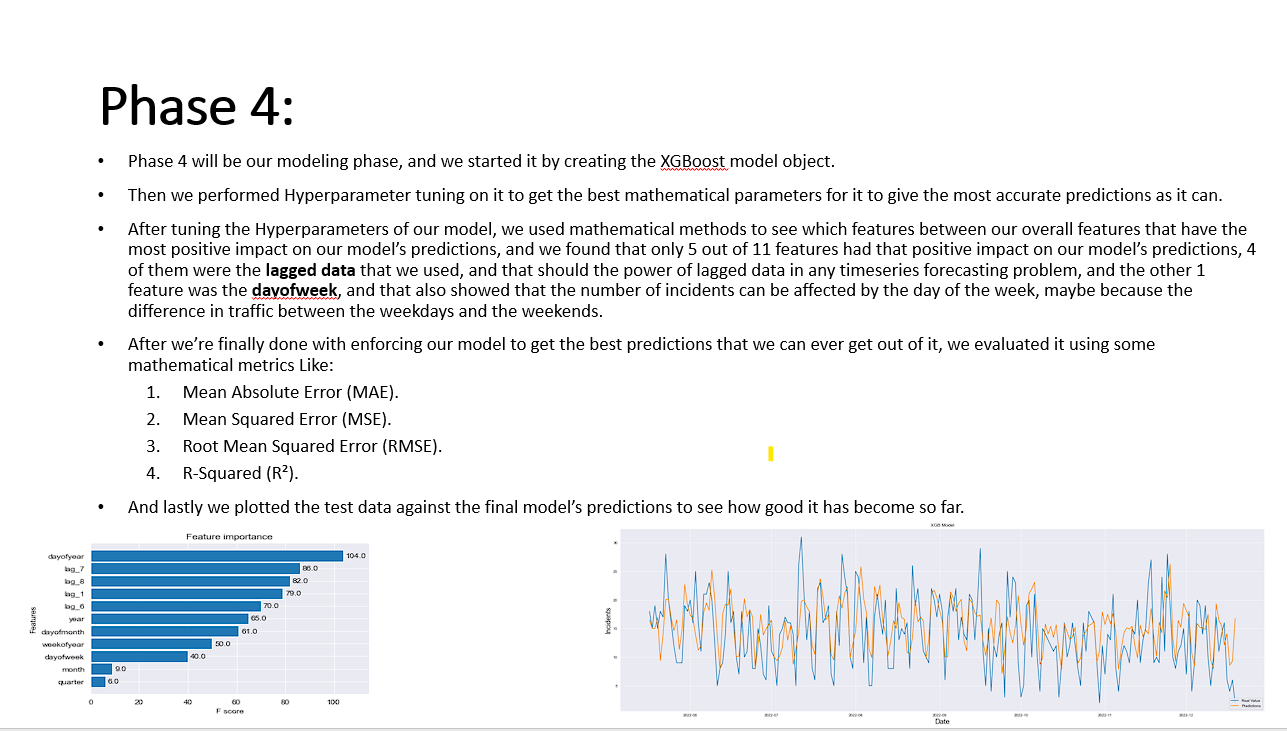 Phase 4:
• Phase 4 will be our modeling phase, and we started it by creating the XGBoost model object.
• Then we performed Hyperparameter tuning on it to get the best mathematical parameters for it to give the most accurate predictions as it can.
• After tuning the Hyperparameters of our model, we used mathematical methods to see which features between our overall features that have the
most positive impact on our model's predictions, and we found that only 5 out of 11 features had that positive impact on our model's predictions, 4
of them were the lagged data that we used, and that should the power of lagged data in any timeseries forecasting problem, and the other 1
feature was the dayofweek, and that also showed that the number of incidents can be affected by the day of the week, maybe because the
difference in traffic between the weekdays and the weekends.
• After we're finally done with enforcing our model to get the best predictions that we can ever get out of it, we evaluated it using some
mathematical metrics Like:
1. Mean Absolute Error (MAE).
2. Mean Squared Error (MSE).
3. Root Mean Squared Error (RMSE).
4. R-Squared (R²).
• And lastly we plotted the test data against the final model's predictions to see how good it has become so far.
Feature importance
Features
dayofyear 104.0
lag_7 86.0
lag_8 82.0
lag_1 79.0
lag_6 70.0
year 65.0
dayofmonth 61.0
weekofyear 50.0
dayofweek 40.0
month 9.0
quarter 6.0
0 20 40 60 80 100
F score
XGB Model
Incidents
30
25
20
15
10
5
2022-06 2022-07 2022-08 2022-09 2022-10 2022-11 2022-12
Date
Real Value
Predictions